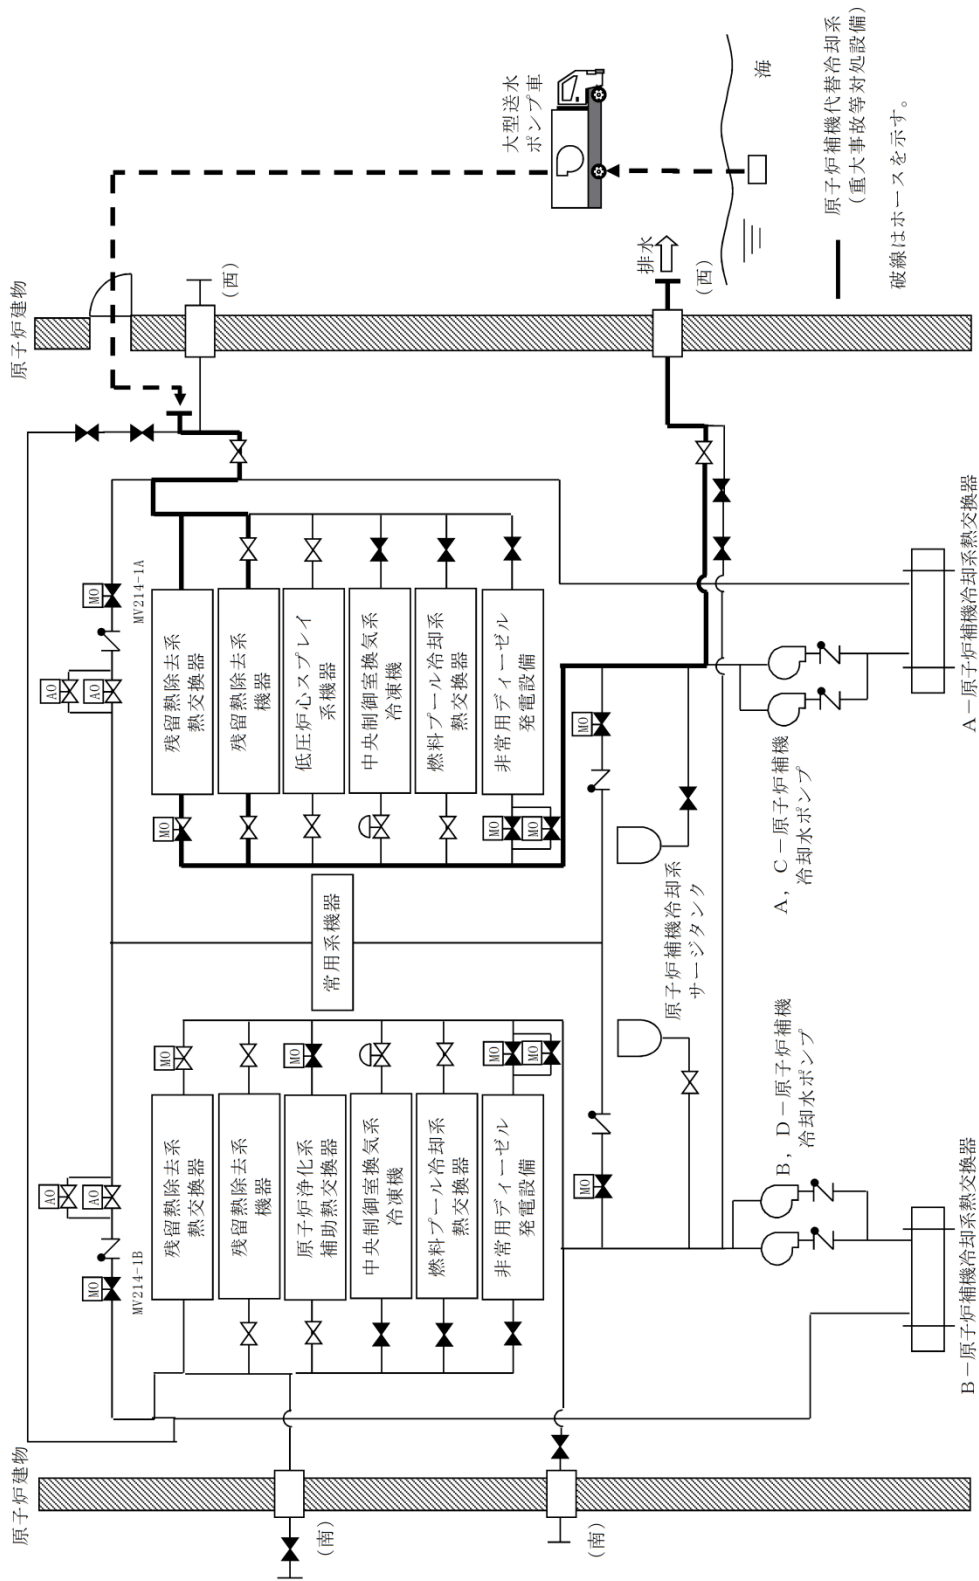 原子炉建物
(西)
大型送水
ポンプ車
海
排水
(西)
原子炉補機代替冷却系
(重大事故等対処設備)
破線はホースを示す。
MO
MV214-1A
AO
AO
残留熱除去系
熱交換器
残留熱除去系
機器
低圧炉心スプレイ
系機器
中央制御室換気系
冷凍機
燃料プール冷却系
熱交換器
非常用ディーゼル
発電設備
MO
MO
MO
MO
A-原子炉補機冷却系熱交換器
A, C-原子炉補機
冷却水ポンプ
常用系機器
原子炉補機冷却系
サージタンク
AO
AO
MO
MV214-1B
MO
MO
MO
MO
残留熱除去系
熱交換器
残留熱除去系
機器
原子炉浄化系
補助熱交換器
中央制御室換気系
冷凍機
燃料プール冷却系
熱交換器
非常用ディーゼル
発電設備
MO
B, D-原子炉補機
冷却水ポンプ
B-原子炉補機冷却系熱交換器
原子炉建物
(南)
(南)